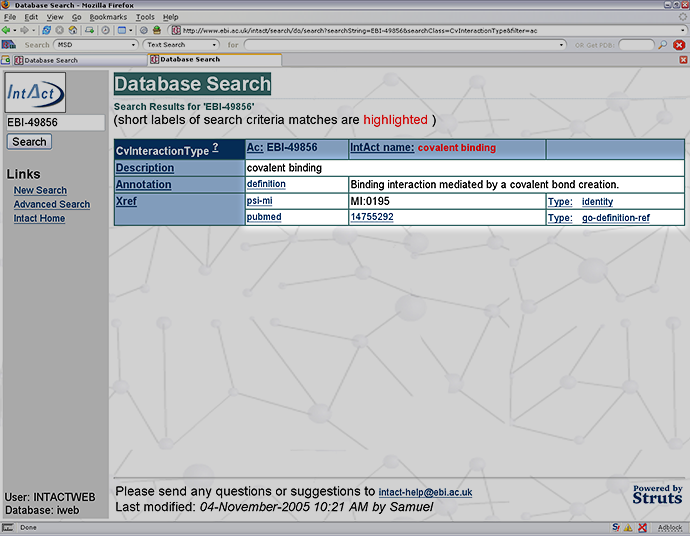 Database Search - Mozilla Firefox
File Edit View Go Bookmarks Tools Help
http://www.ebi.ac.uk/intact/search/do/search?searchString=EBI-49856&searchClass=CvInteractionType&filter=ac
Search MSD Text Search for OR Get PDB:
Database Search Database Search
IntAct
EBI-49856
Search
Links
New Search
Advanced Search
Intact Home
User: INTACTWEB
Database: iweb
Database Search
Search Results for 'EBI-49856'
(short labels of search criteria matches are highlighted )
CvInteractionType ? Ac: EBI-49856 IntAct name: covalent binding
Description covalent binding
Annotation definition Binding interaction mediated by a covalent bond creation.
Xref psi-mi MI:0195 Type: identity
pubmed 14755292 Type: go-definition-ref
Please send any questions or suggestions to intact-help@ebi.ac.uk
Last modified: 04-November-2005 10:21 AM by Samuel
Powered by
Struts
Done Adblock